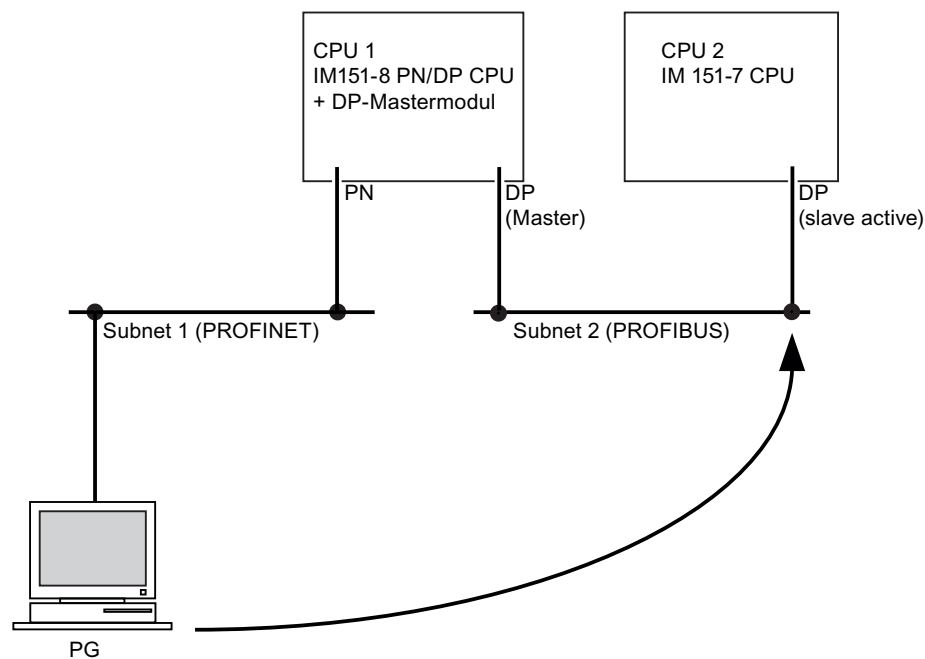 CPU 1
IM151-8 PN/DP CPU
+ DP-Mastermodul
CPU 2
IM 151-7 CPU
PN
DP
(Master)
DP
(slave active)
Subnet 1 (PROFINET)
Subnet 2 (PROFIBUS)
PG